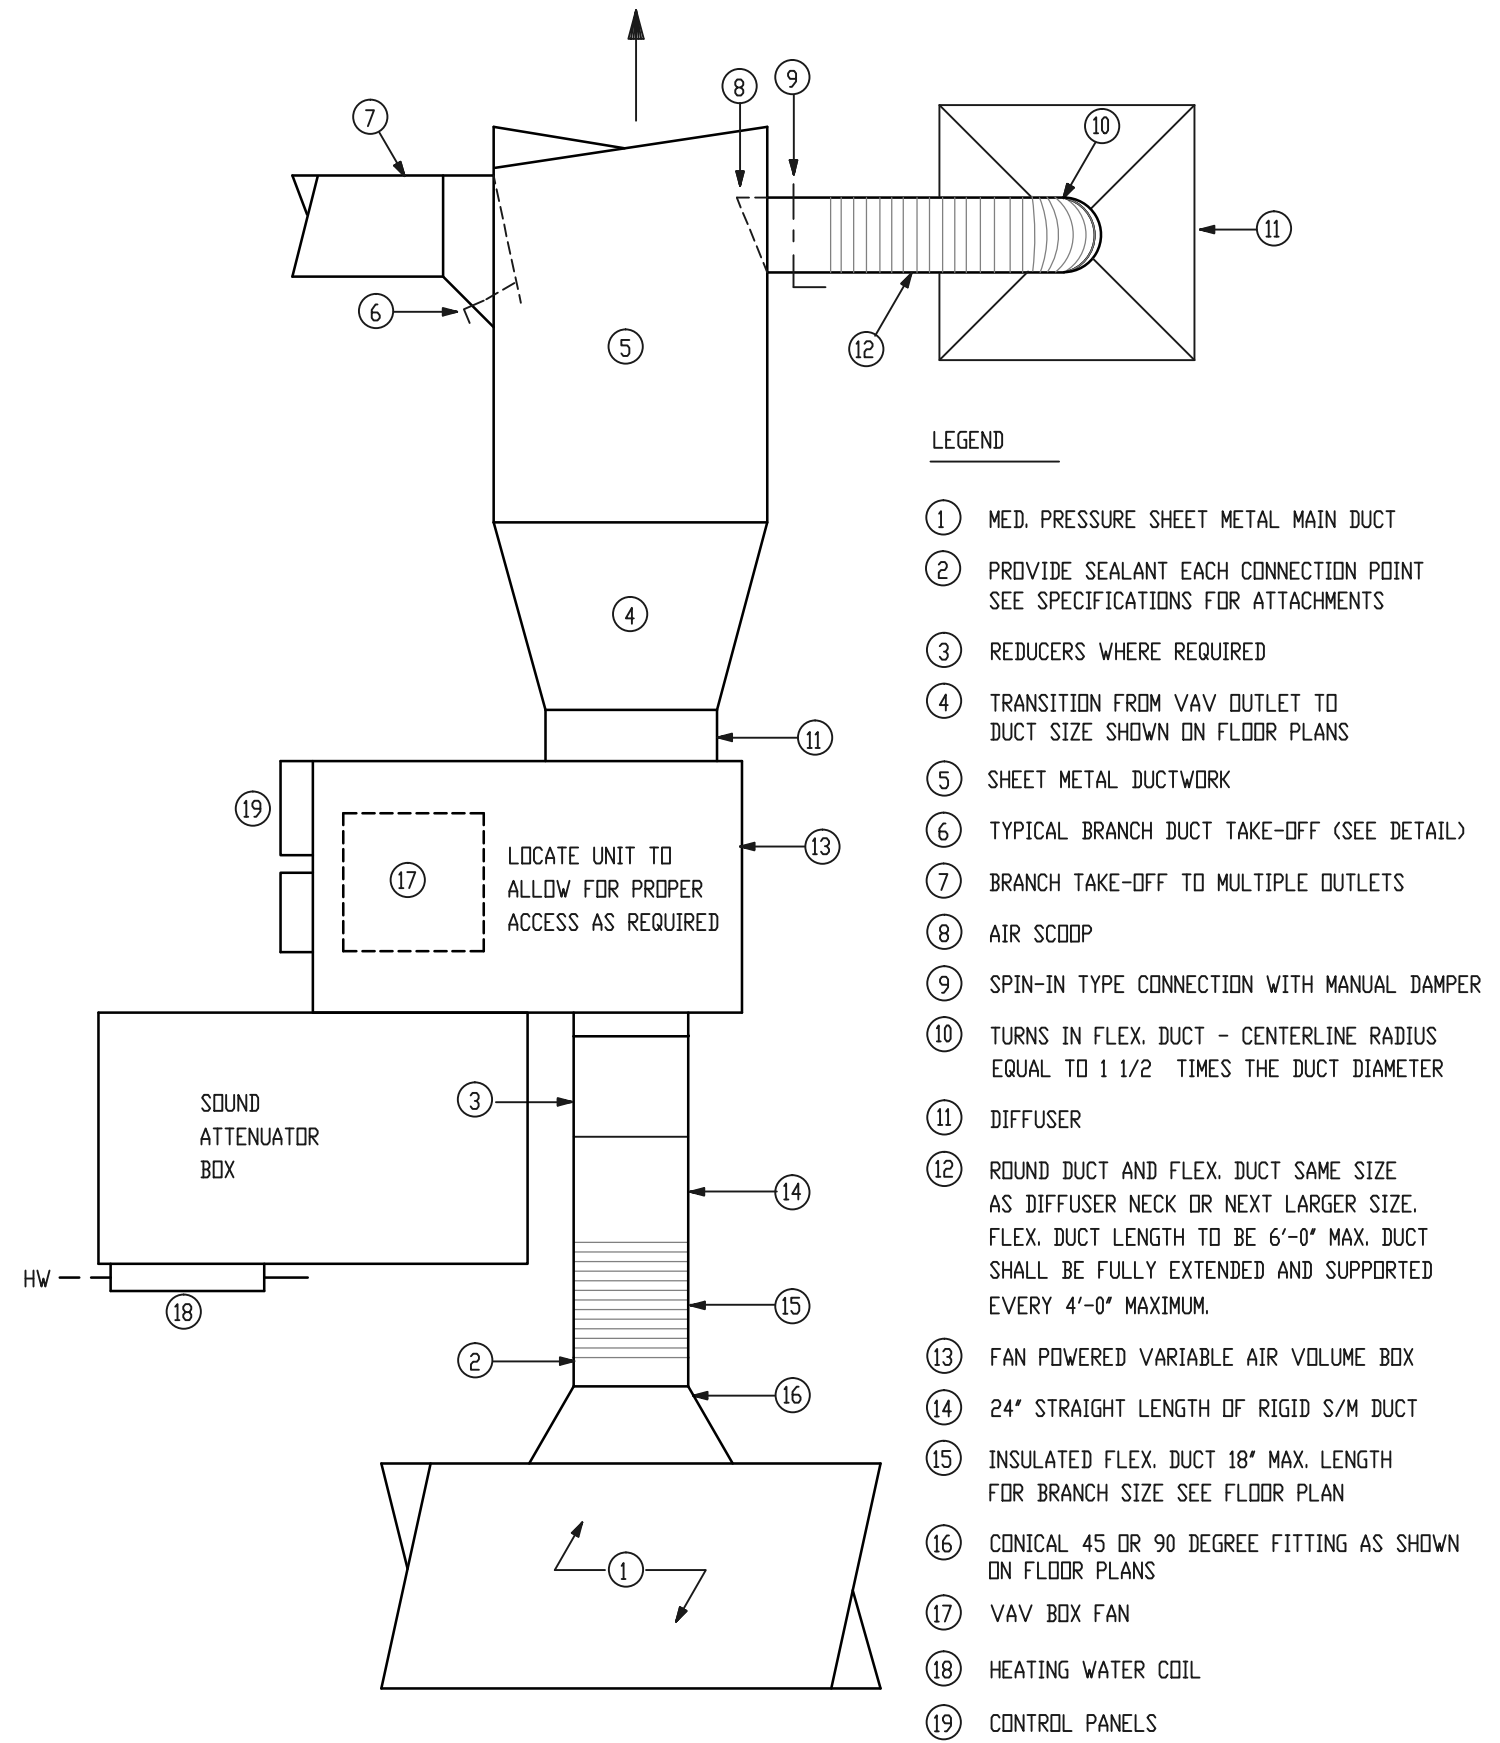 8
9
7
10
11
6
5
12
4
11
19
13
17
LOCATE UNIT TO
ALLOW FOR PROPER
ACCESS AS REQUIRED
SOUND
ATTENUATOR
BOX
3
14
HW
18
15
2
16
1
LEGEND
1 MED. PRESSURE SHEET METAL MAIN DUCT
2 PROVIDE SEALANT EACH CONNECTION POINT
SEE SPECIFICATIONS FOR ATTACHMENTS
3 REDUCERS WHERE REQUIRED
4 TRANSITION FROM VAV OUTLET TO
DUCT SIZE SHOWN ON FLOOR PLANS
5 SHEET METAL DUCTWORK
6 TYPICAL BRANCH DUCT TAKE-OFF (SEE DETAIL)
7 BRANCH TAKE-OFF TO MULTIPLE OUTLETS
8 AIR SCOOP
9 SPIN-IN TYPE CONNECTION WITH MANUAL DAMPER
10 TURNS IN FLEX. DUCT - CENTERLINE RADIUS
EQUAL TO 1 1/2 TIMES THE DUCT DIAMETER
11 DIFFUSER
12 ROUND DUCT AND FLEX. DUCT SAME SIZE
AS DIFFUSER NECK OR NEXT LARGER SIZE.
FLEX. DUCT LENGTH TO BE 6'-0" MAX. DUCT
SHALL BE FULLY EXTENDED AND SUPPORTED
EVERY 4'-0" MAXIMUM.
13 FAN POWERED VARIABLE AIR VOLUME BOX
14 24" STRAIGHT LENGTH OF RIGID S/M DUCT
15 INSULATED FLEX. DUCT 18" MAX. LENGTH
FOR BRANCH SIZE SEE FLOOR PLAN
16 CONICAL 45 OR 90 DEGREE FITTING AS SHOWN
ON FLOOR PLANS
17 VAV BOX FAN
18 HEATING WATER COIL
19 CONTROL PANELS